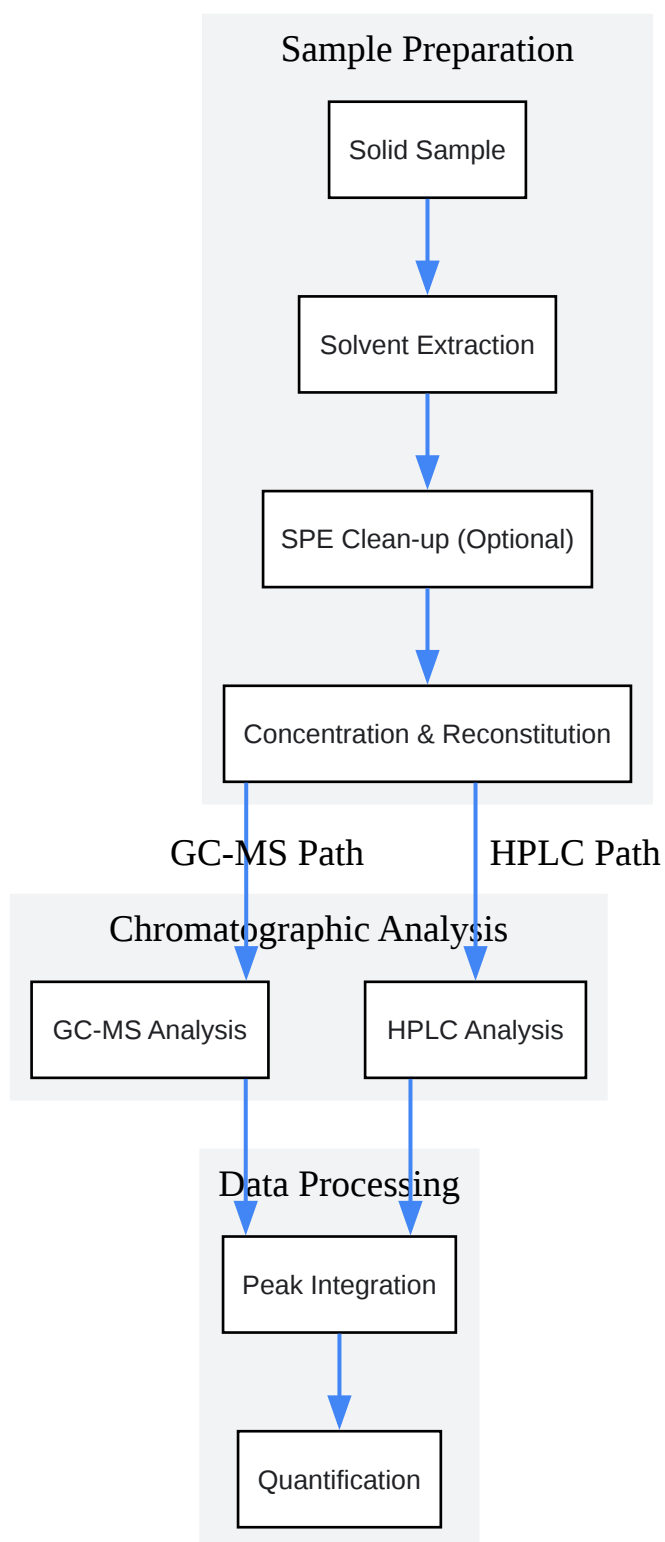 Sample Preparation
Solid Sample
Solvent Extraction
SPE Clean-up (Optional)
Concentration & Reconstitution
GC-MS Path
HPLC Path
Chromatographic Analysis
GC-MS Analysis
HPLC Analysis
Data Processing
Peak Integration
Quantification